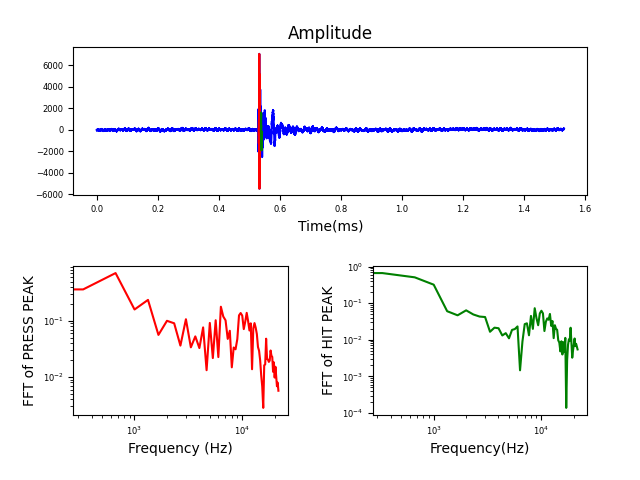 Amplitude
6000
4000
2000
0
−2000
−4000
−6000
0.0 0.2 0.4 0.6 0.8 1.0 1.2 1.4 1.6
Time(ms)
FFT of PRESS PEAK
10⁻¹
10⁻²
10³ 10⁴
Frequency (Hz)
FFT of HIT PEAK
10⁰
10⁻¹
10⁻²
10⁻³
10⁻⁴
10³ 10⁴
Frequency(Hz)